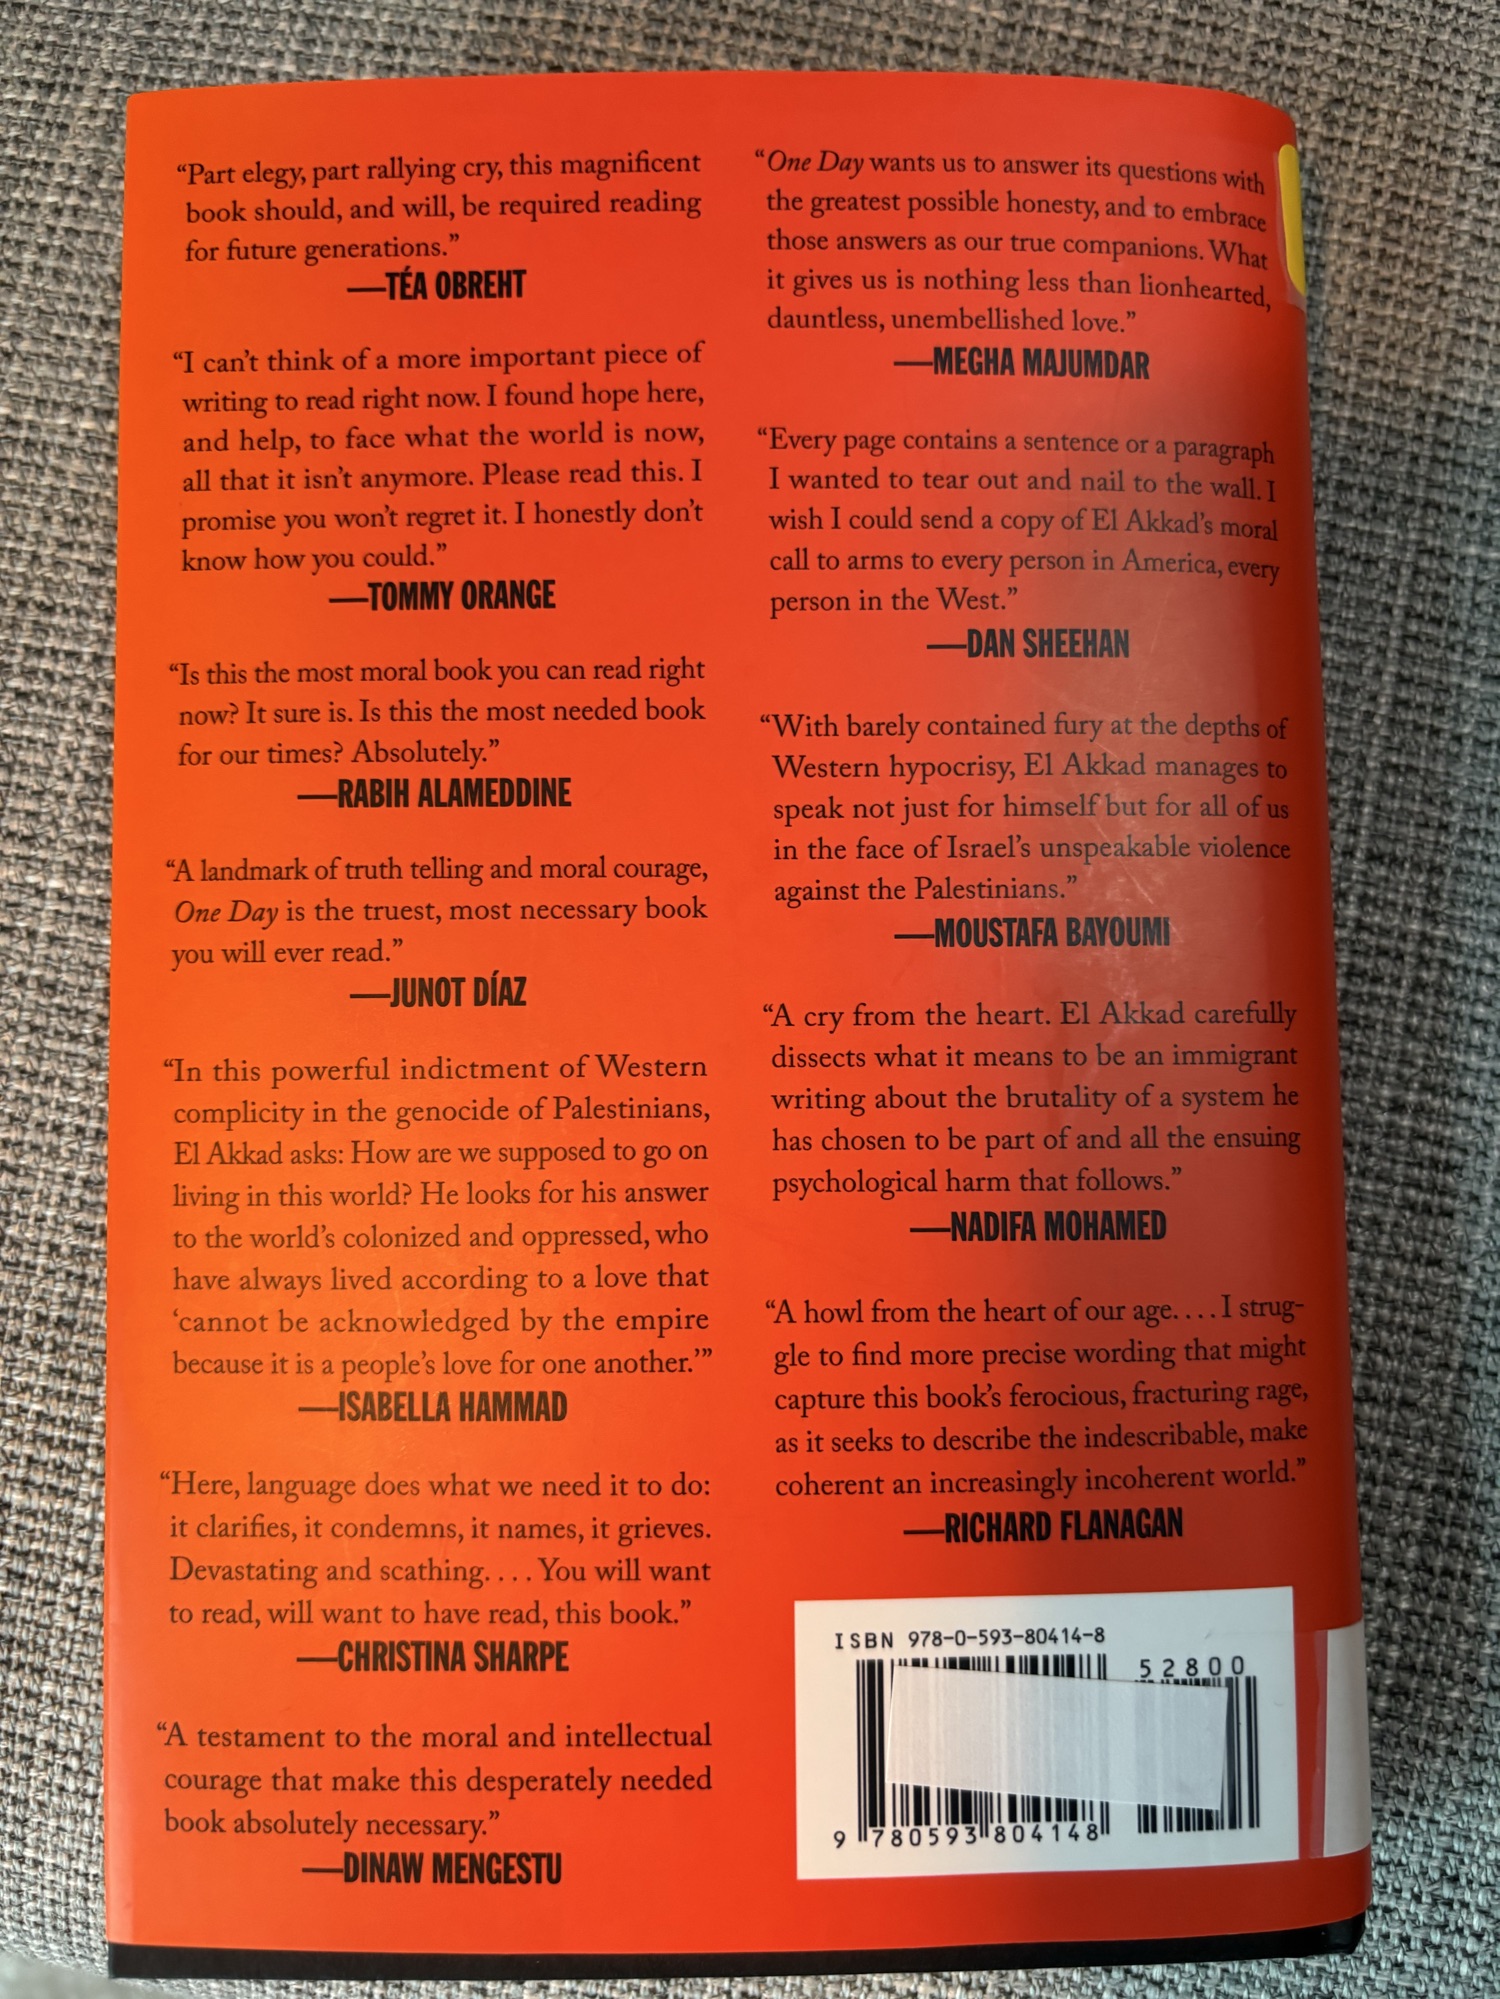 “Part elegy, part rallying cry, this magnificent
book should, and will, be required reading
for future generations.”
—TÉA OBREHT
“I can’t think of a more important piece of
writing to read right now. I found hope here,
and help, to face what the world is now,
all that it isn’t anymore. Please read this. I
promise you won’t regret it. I honestly don’t
know how you could.”
—TOMMY ORANGE
“Is this the most moral book you can read right
now? It sure is. Is this the most needed book
for our times? Absolutely.”
—RABIH ALAMEDDINE
“A landmark of truth telling and moral courage,
One Day is the truest, most necessary book
you will ever read.”
—JUNOT DÍAZ
“In this powerful indictment of Western
complicity in the genocide of Palestinians,
El Akkad asks: How are we supposed to go on
living in this world? He looks for his answer
to the world’s colonized and oppressed, who
have always lived according to a love that
‘cannot be acknowledged by the empire
because it is a people’s love for one another.’”
—ISABELLA HAMMAD
“Here, language does what we need it to do:
it clarifies, it condemns, it names, it grieves.
Devastating and scathing. . . . You will want
to read, will want to have read, this book.”
—CHRISTINA SHARPE
“A testament to the moral and intellectual
courage that make this desperately needed
book absolutely necessary.”
—DINAW MENGESTU
“One Day wants us to answer its questions with
the greatest possible honesty, and to embrace
those answers as our true companions. What
it gives us is nothing less than lionhearted,
dauntless, unembellished love.”
—MEGHA MAJUMDAR
“Every page contains a sentence or a paragraph
I wanted to tear out and nail to the wall. I
wish I could send a copy of El Akkad’s moral
call to arms to every person in America, every
person in the West.”
—DAN SHEEHAN
“With barely contained fury at the depths of
Western hypocrisy, El Akkad manages to
speak not just for himself but for all of us
in the face of Israel’s unspeakable violence
against the Palestinians.”
—MOUSTAFA BAYOUMI
“A cry from the heart. El Akkad carefully
dissects what it means to be an immigrant
writing about the brutality of a system he
has chosen to be part of and all the ensuing
psychological harm that follows.”
—NADIFA MOHAMED
“A howl from the heart of our age. . . . I strug-
gle to find more precise wording that might
capture this book’s ferocious, fracturing rage,
as it seeks to describe the indescribable, make
coherent an increasingly incoherent world.”
—RICHARD FLANAGAN
ISBN 978-0-593-80414-8
52800
9 780593 804148